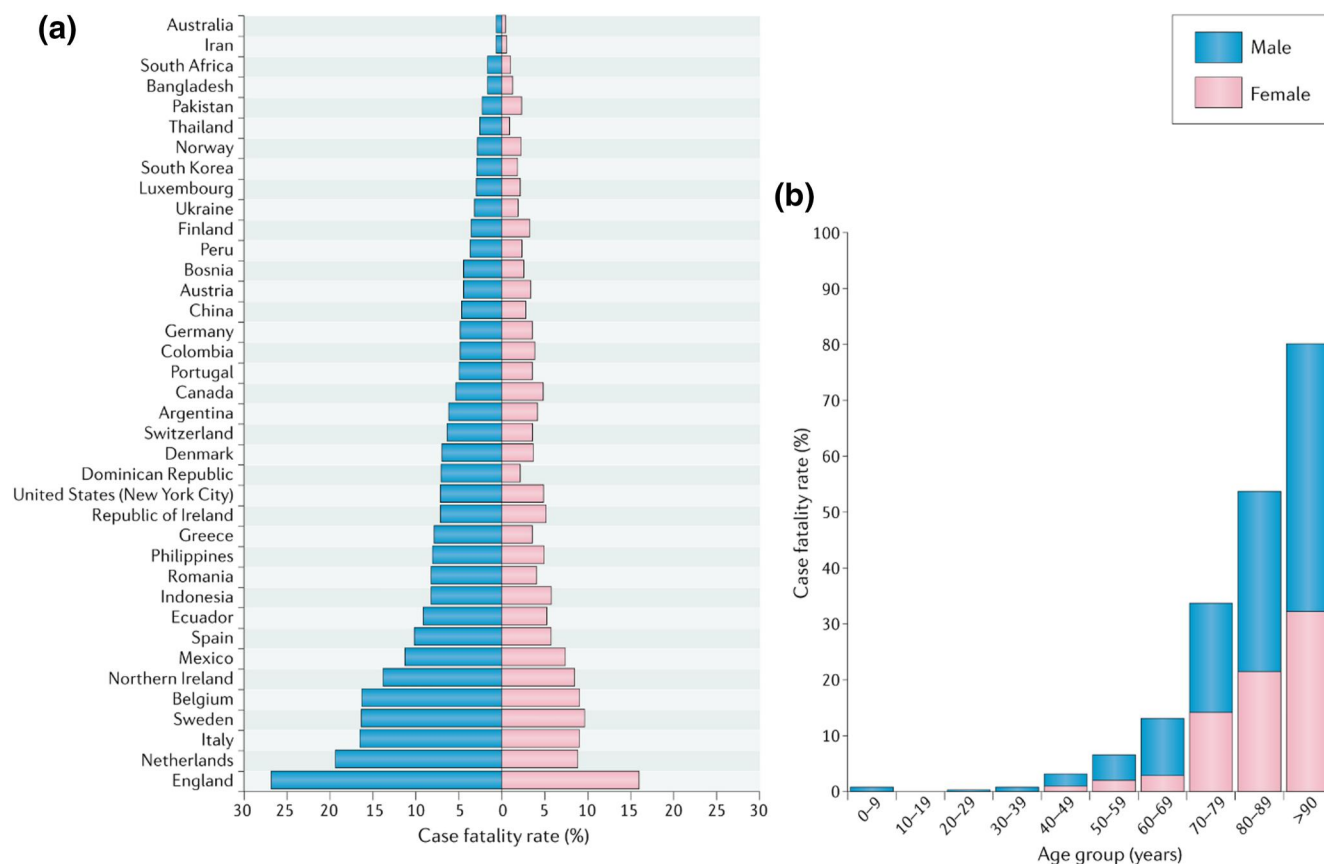 (a)
Australia
Iran
South Africa
Bangladesh
Pakistan
Thailand
Norway
South Korea
Luxembourg
Ukraine
Finland
Peru
Bosnia
Austria
China
Germany
Colombia
Portugal
Canada
Argentina
Switzerland
Denmark
Dominican Republic
United States (New York City)
Republic of Ireland
Greece
Philippines
Romania
Indonesia
Ecuador
Spain
Mexico
Northern Ireland
Belgium
Sweden
Italy
Netherlands
England
30 25 20 15 10 5 0 5 10 15 20 25 30
Case fatality rate (%)
Male
Female
(b)
100
90
80
70
60
50
40
30
20
10
0
Case fatality rate (%)
0–9 10–19 20–29 30–39 40–49 50–59 60–69 70–79 80–89 >90
Age group (years)